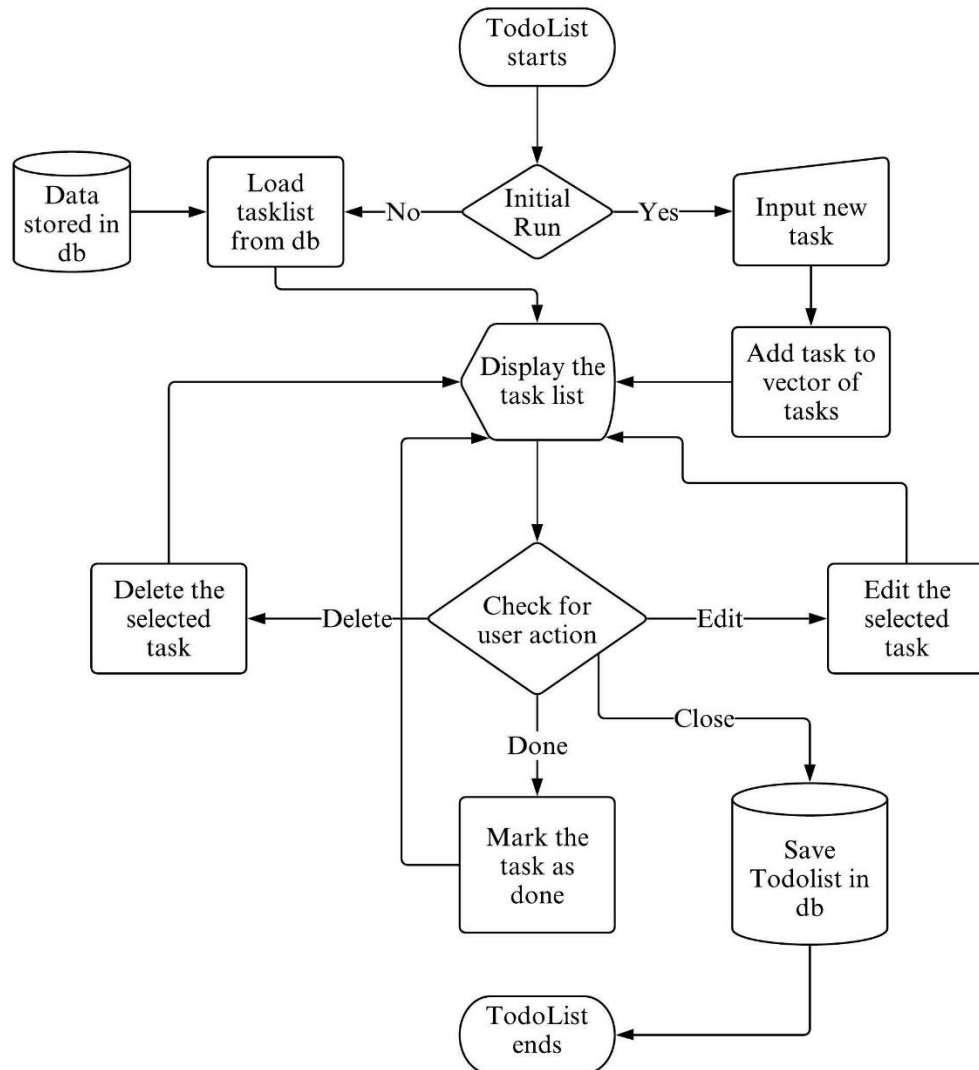 TodoList
starts
Data
stored in
db
Load
tasklist
from db
No
Initial
Run
Yes
Input new
task
Display the
task list
Add task to
vector of
tasks
Delete the
selected
task
Delete
Check for
user action
Edit
Edit the
selected
task
Close
Done
Mark the
task as
done
Save
Todolist in
db
TodoList
ends